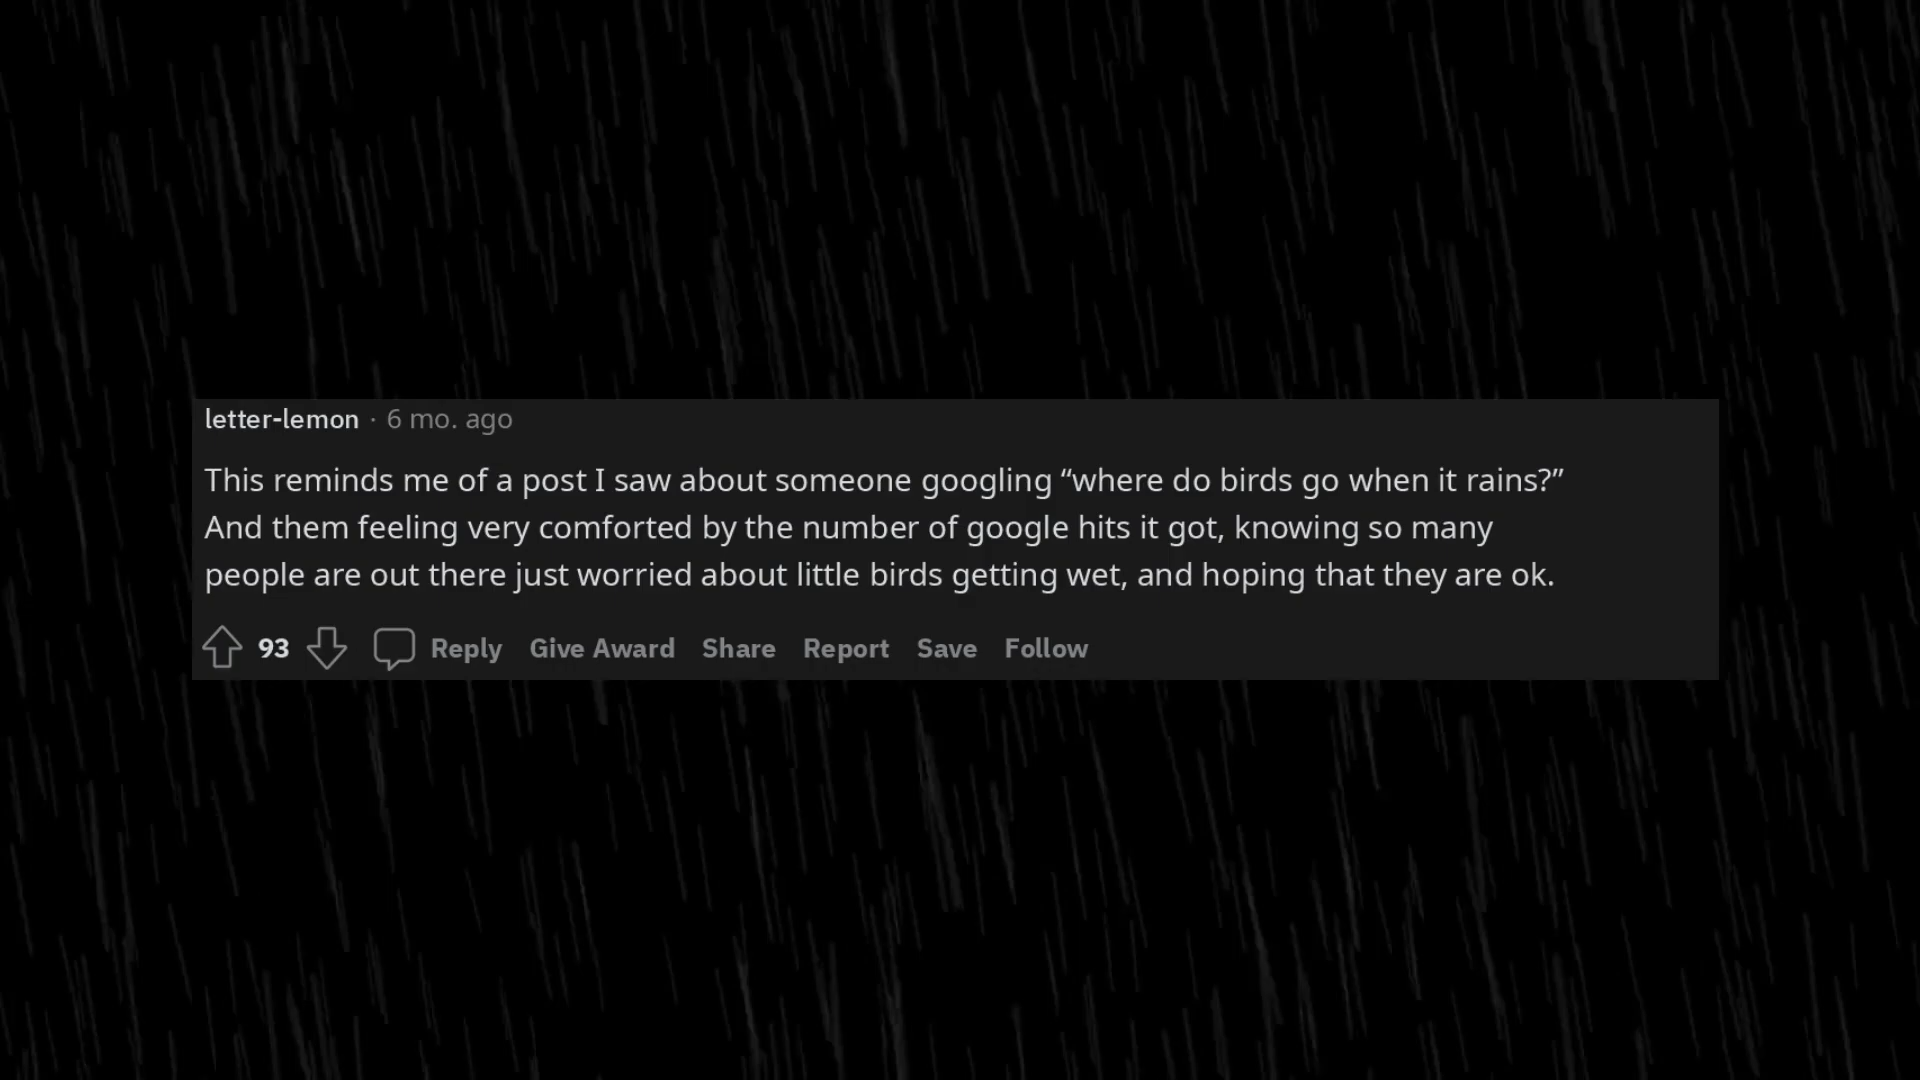 letter-lemon · 6 mo. ago
This reminds me of a post I saw about someone googling “where do birds go when it rains?”
And them feeling very comforted by the number of google hits it got, knowing so many
people are out there just worried about little birds getting wet, and hoping that they are ok.
93 Reply Give Award Share Report Save Follow